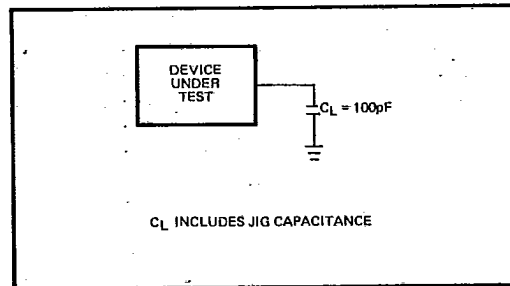 DEVICE
UNDER
TEST
CL = 100pF
CL INCLUDES JIG CAPACITANCE